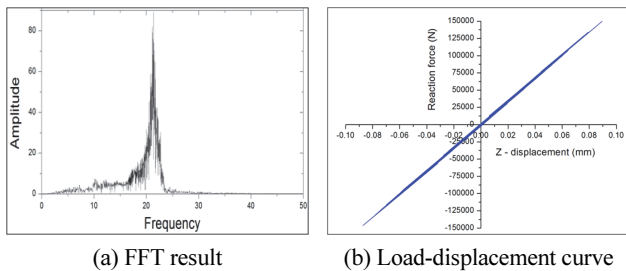 Amplitude
80
60
40
20
0
0 10 20 30 40 50
Frequency
(a) FFT result
Reaction force (N)
150000
125000
100000
75000
50000
25000
0
-25000
-50000
-75000
-100000
-125000
-150000
-0.10 -0.08 -0.06 -0.04 -0.02 0.00 0.02 0.04 0.06 0.08 0.10
Z - displacement (mm)
(b) Load-displacement curve